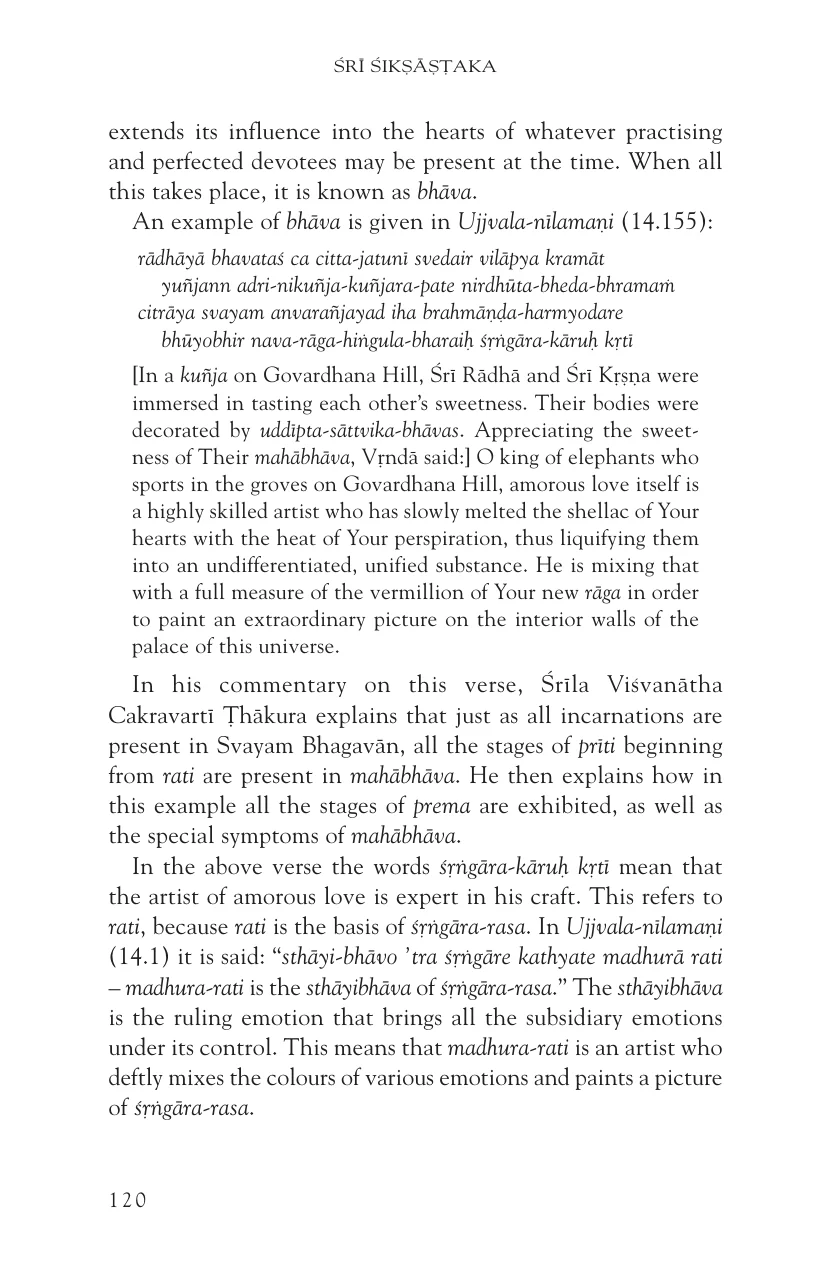 ŚRĪ ŚIKṢĀṢṬAKA
extends its influence into the hearts of whatever practising
and perfected devotees may be present at the time. When all
this takes place, it is known as bhāva.
An example of bhāva is given in Ujjvala-nīlamaṇi (14.155):
rādhāyā bhavataś ca citta-jatunī svedair vilāpya kramāt
yuñjann adri-nikuñja-kuñjara-pate nirdhūta-bheda-bhramaṁ
citrāya svayam anvarañjayad iha brahmāṇḍa-harmyodare
bhūyobhir nava-rāga-hiṅgula-bharaiḥ śṛṅgāra-kāruḥ kṛtī
[In a kuñja on Govardhana Hill, Śrī Rādhā and Śrī Kṛṣṇa were
immersed in tasting each other’s sweetness. Their bodies were
decorated by uddīpta-sāttvika-bhāvas. Appreciating the sweet-
ness of Their mahābhāva, Vṛndā said:] O king of elephants who
sports in the groves on Govardhana Hill, amorous love itself is
a highly skilled artist who has slowly melted the shellac of Your
hearts with the heat of Your perspiration, thus liquifying them
into an undifferentiated, unified substance. He is mixing that
with a full measure of the vermillion of Your new rāga in order
to paint an extraordinary picture on the interior walls of the
palace of this universe.
In his commentary on this verse, Śrīla Viśvanātha
Cakravartī Ṭhākura explains that just as all incarnations are
present in Svayam Bhagavān, all the stages of prīti beginning
from rati are present in mahābhāva. He then explains how in
this example all the stages of prema are exhibited, as well as
the special symptoms of mahābhāva.
In the above verse the words śṛṅgāra-kāruḥ kṛtī mean that
the artist of amorous love is expert in his craft. This refers to
rati, because rati is the basis of śṛṅgāra-rasa. In Ujjvala-nīlamaṇi
(14.1) it is said: “sthāyi-bhāvo ’tra śṛṅgāre kathyate madhurā rati
– madhura-rati is the sthāyibhāva of śṛṅgāra-rasa.” The sthāyibhāva
is the ruling emotion that brings all the subsidiary emotions
under its control. This means that madhura-rati is an artist who
deftly mixes the colours of various emotions and paints a picture
of śṛṅgāra-rasa.
120